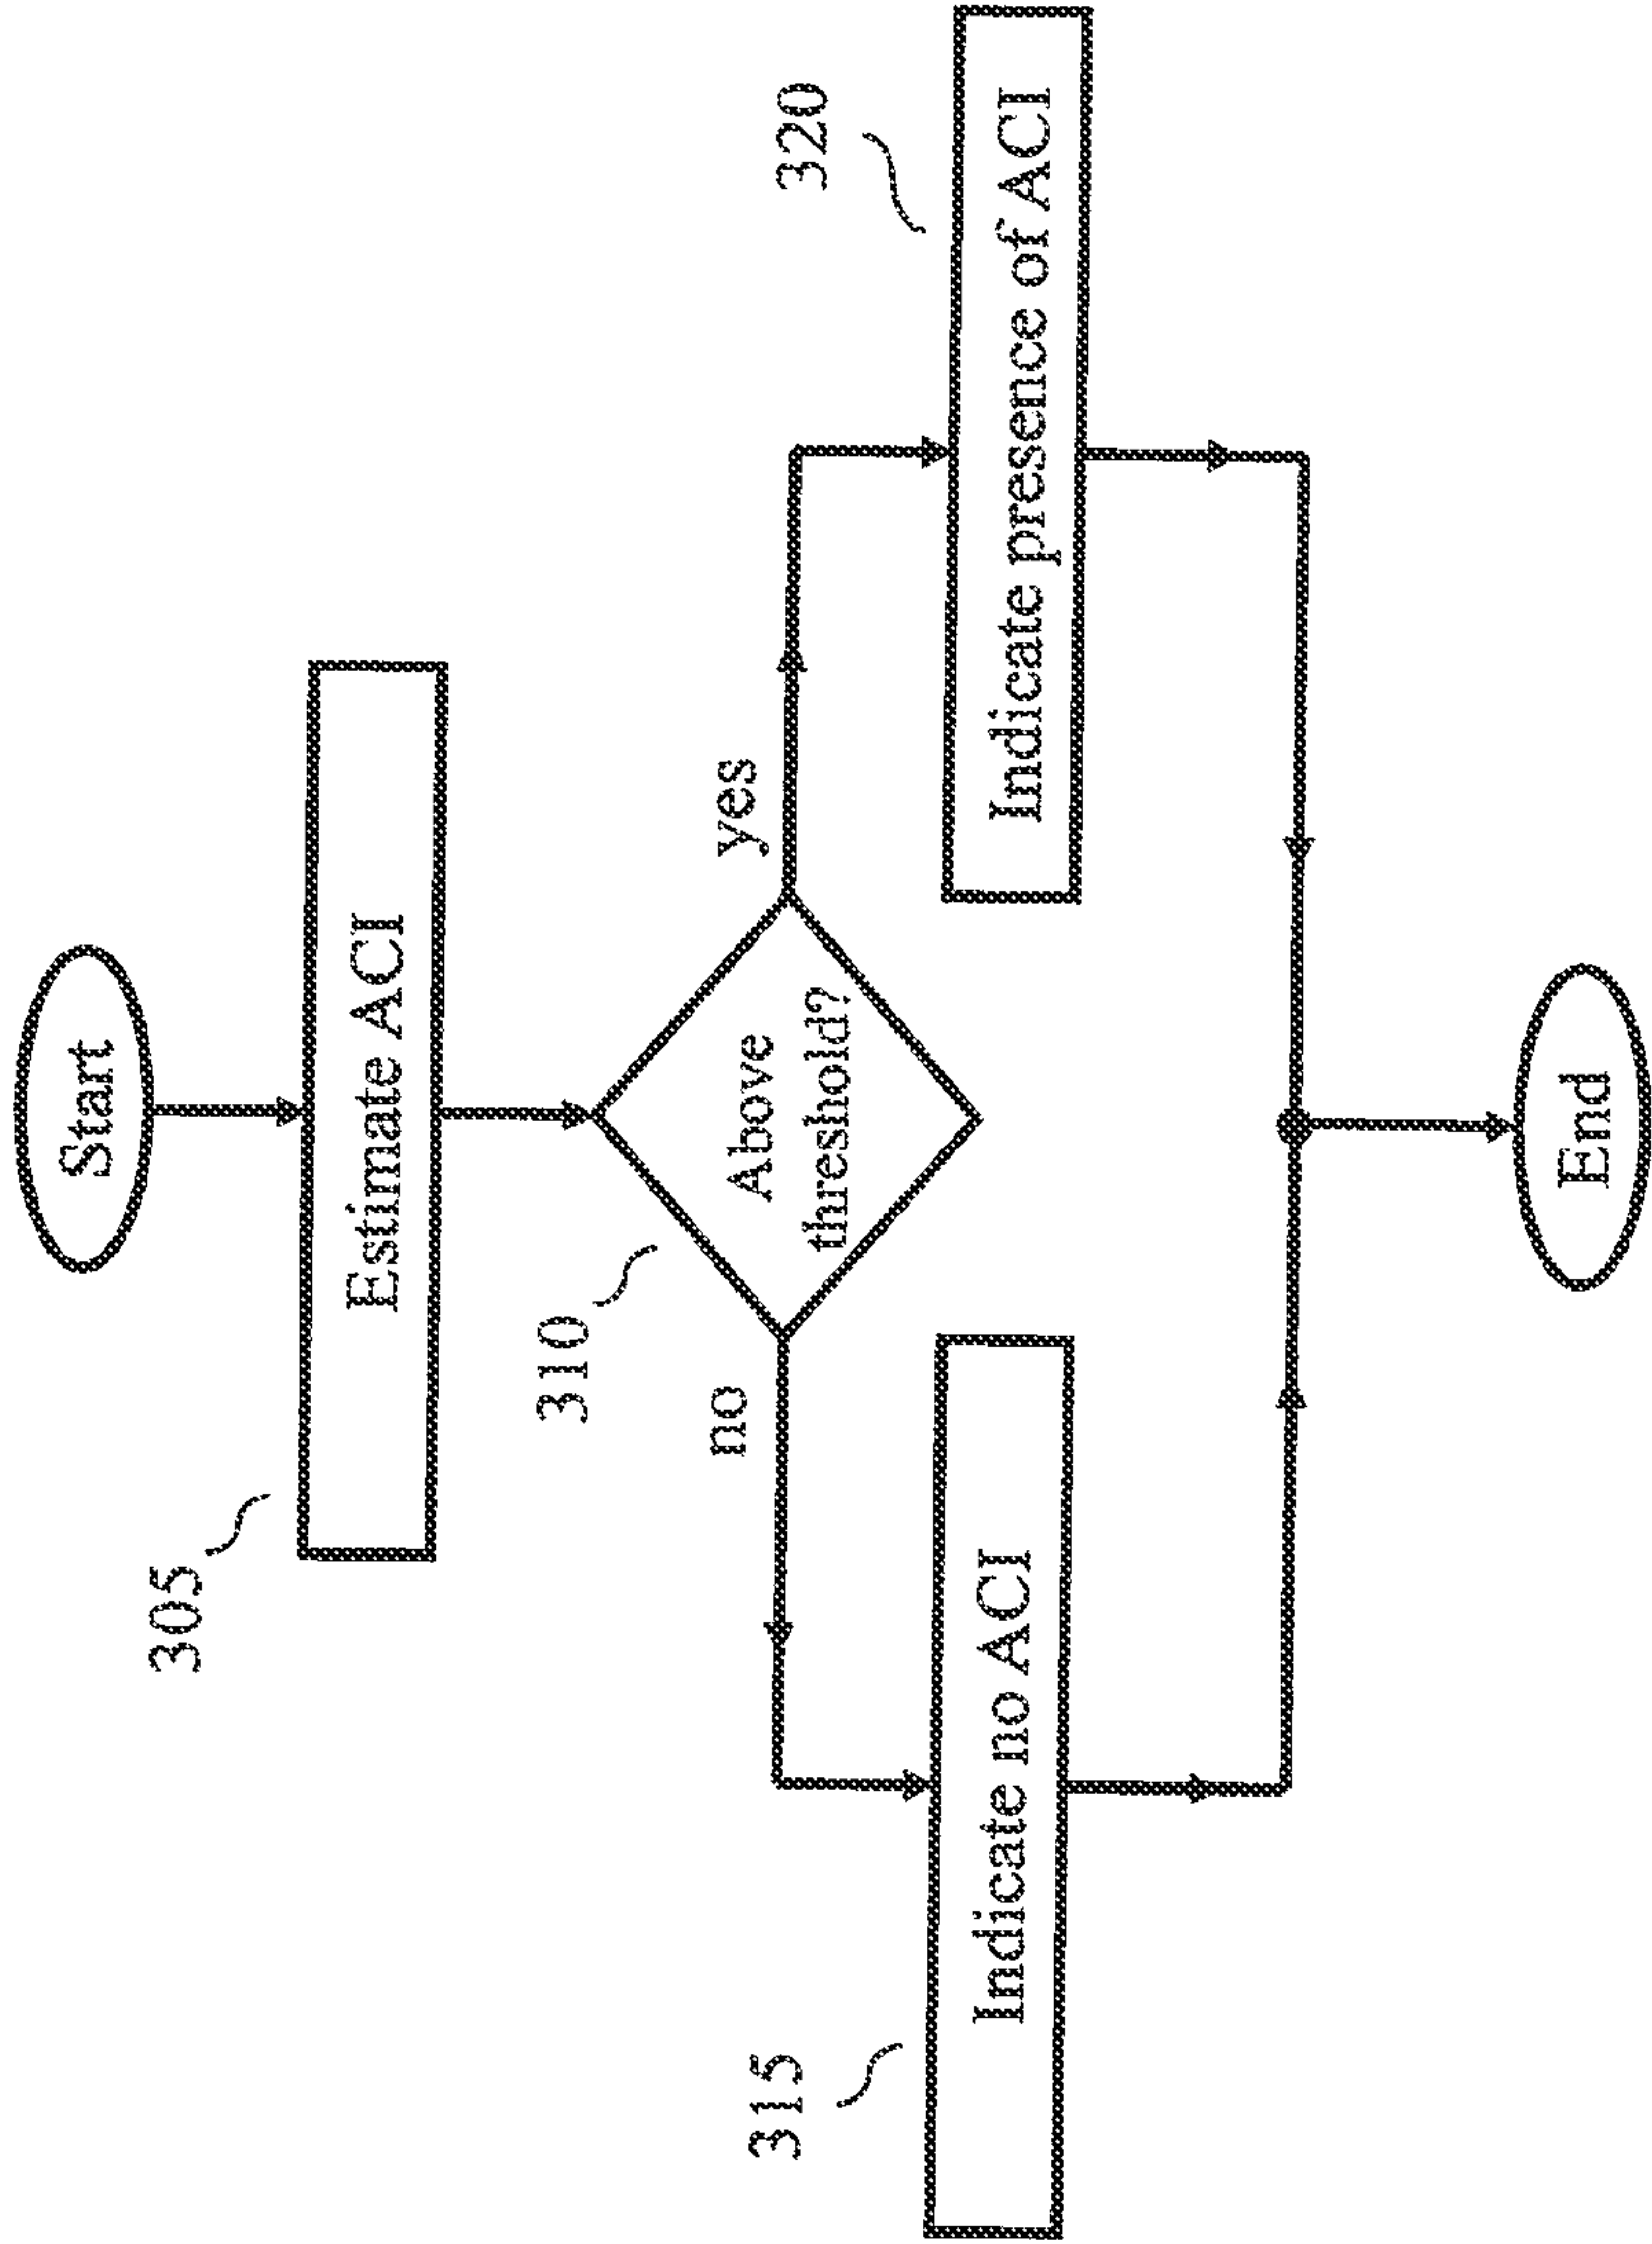 Start
305
Estimate ACI
310
Above
threshold?
no
yes
315
Indicate no ACI
320
Indicate presence of ACI
End